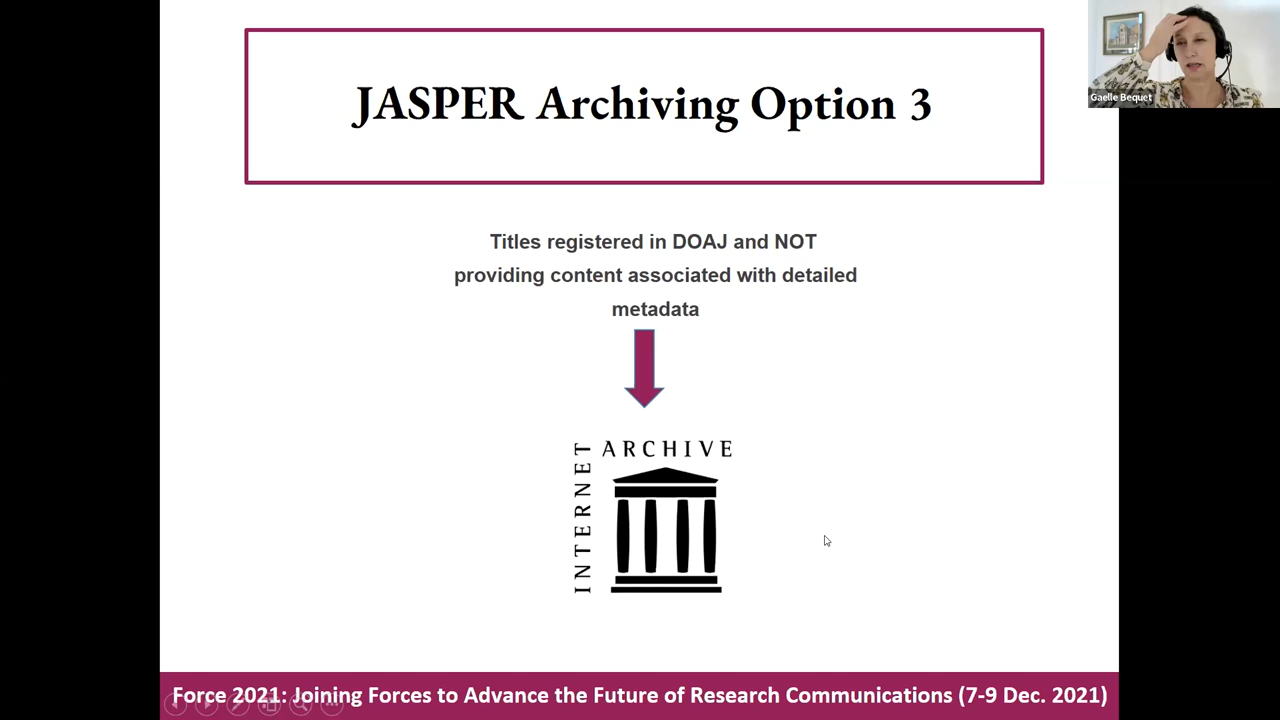 JASPER Archiving Option 3
Gaelle Bequet
Titles registered in DOAJ and NOT
providing content associated with detailed
metadata
INTERNET
ARCHIVE
Force 2021: Joining Forces to Advance the Future of Research Communications (7-9 Dec. 2021)